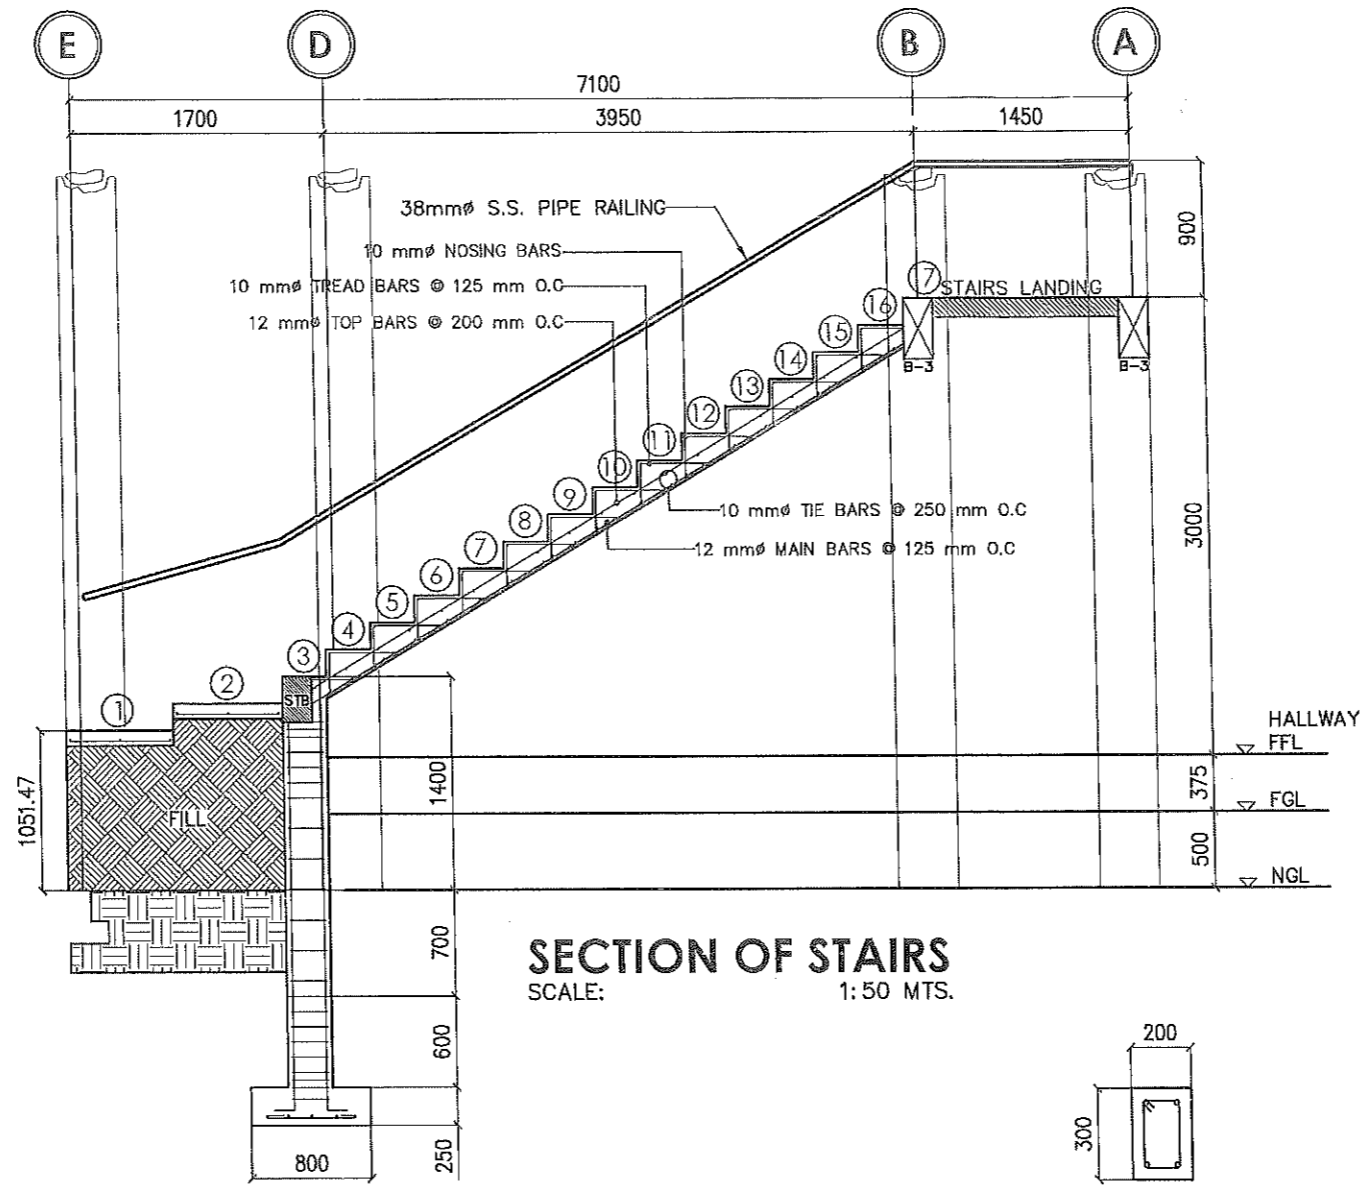 E D B A
7100
1700 3950 1450
38mmø S.S. PIPE RAILING
10 mmø NOSING BARS
10 mmø TREAD BARS @ 125 mm O.C
12 mmø TOP BARS @ 200 mm O.C
900
17 STAIRS LANDING
16
15
14
13
12
11
10
9
8
7
6
5
4
3
2
1
B-3 B-3
10 mmø TIE BARS @ 250 mm O.C
12 mmø MAIN BARS @ 125 mm O.C
3000
STB
HALLWAY
FFL
1400
375
FGL
1051.47
FILL
500
NGL
700
SECTION OF STAIRS
SCALE: 1:50 MTS.
600
250
800
200
300